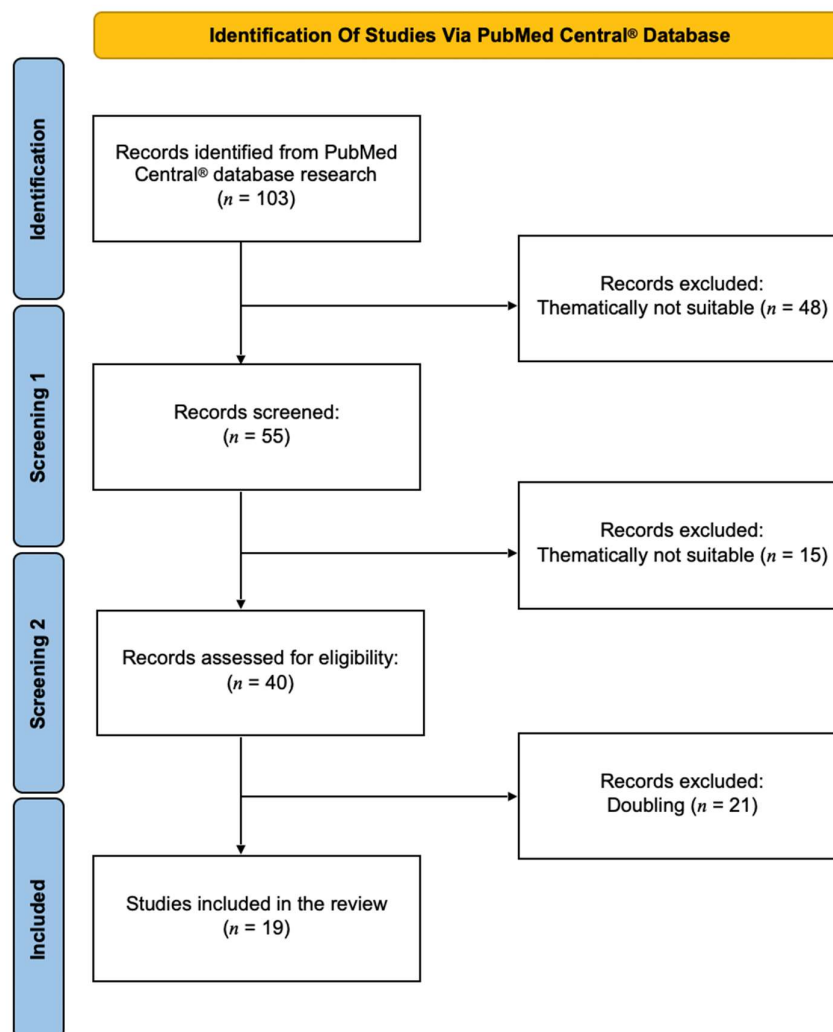 Identification Of Studies Via PubMed Central® Database
Identification
Records identified from PubMed
Central® database research
(n = 103)
Records excluded:
Thematically not suitable (n = 48)
Screening 1
Records screened:
(n = 55)
Records excluded:
Thematically not suitable (n = 15)
Screening 2
Records assessed for eligibility:
(n = 40)
Records excluded:
Doubling (n = 21)
Included
Studies included in the review
(n = 19)